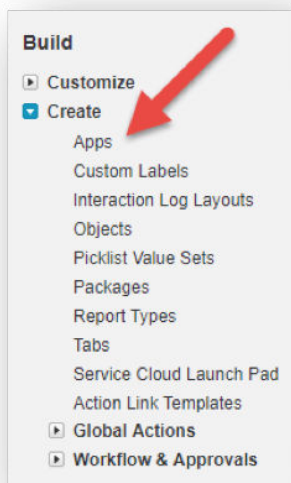 Build
Customize
Create
Apps
Custom Labels
Interaction Log Layouts
Objects
Picklist Value Sets
Packages
Report Types
Tabs
Service Cloud Launch Pad
Action Link Templates
Global Actions
Workflow & Approvals